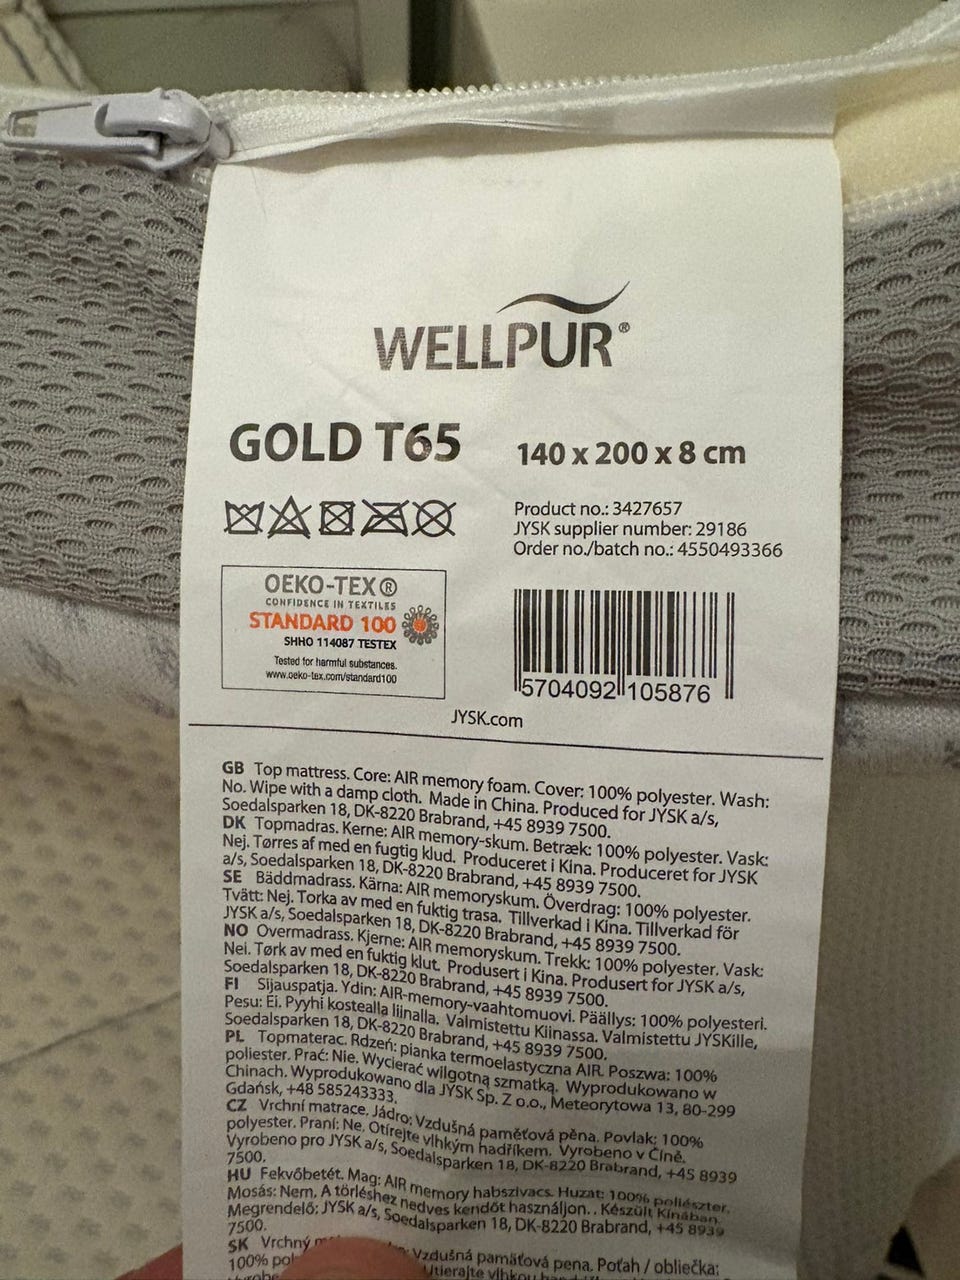 WELLPUR®
GOLD T65
140 x 200 x 8 cm
Product no.: 3427657
JYSK supplier number: 29186
Order no./batch no.: 4550493366
OEKO-TEX®
CONFIDENCE IN TEXTILES
STANDARD 100
SHHO 114087 TESTEX
Tested for harmful substances.
www.oeko-tex.com/standard100
5704092 105876
JYSK.com
GB Top mattress. Core: AIR memory foam. Cover: 100% polyester. Wash:
No. Wipe with a damp cloth. Made in China. Produced for JYSK a/s,
Soedalsparken 18, DK-8220 Brabrand, +45 8939 7500.
DK Topmadras. Kerne: AIR memory-skum. Betræk: 100% polyester. Vask:
Nej. Tørres af med en fugtig klud. Produceret i Kina. Produceret for JYSK
a/s, Soedalsparken 18, DK-8220 Brabrand, +45 8939 7500.
SE Bäddmadrass. Kärna: AIR memoryskum. Överdrag: 100% polyester.
Tvätt: Nej. Torka av med en fuktig trasa. Tillverkad i Kina. Tillverkad för
JYSK a/s, Soedalsparken 18, DK-8220 Brabrand, +45 8939 7500.
NO Overmadrass. Kjerne: AIR memoryskum. Trekk: 100% polyester. Vask:
Nei. Tørk av med en fuktig klut. Produsert i Kina. Produsert for JYSK a/s,
Soedalsparken 18, DK-8220 Brabrand, +45 8939 7500.
FI Sijauspatja. Ydin: AIR-memory-vaahtomuovi. Päällys: 100% polyesteri.
Pesu: Ei. Pyyhi kostealla liinalla. Valmistettu Kiinassa. Valmistettu JYSKille,
Soedalsparken 18, DK-8220 Brabrand, +45 8939 7500.
PL Topmaterac. Rdzeń: pianka termoelastyczna AIR. Poszwa: 100%
poliester. Prać: Nie. Wycierać wilgotną szmatką. Wyprodukowano w
Chinach. Wyprodukowano dla JYSK Sp. Z o.o., Meteorytowa 13, 80-299
Gdańsk, +48 585243333.
CZ Vrchní matrace. Jádro: Vzdušná paměťová pěna. Povlak: 100%
polyester. Praní: Ne. Otírejte vlhkým hadříkem. Vyrobeno v Číně.
Vyrobeno pro JYSK a/s, Soedalsparken 18, DK-8220 Brabrand, +45 8939
7500.
HU Fekvőbetét. Mag: AIR memory habszivacs. Huzat: 100% poliészter.
Mosás: Nem. A törléshez nedves kendőt használjon. . Készült Kínában.
Megrendelő: JYSK a/s, Soedalsparken 18, DK-8220 Brabrand, +45 8939
7500.
SK Vrchný Vzdušná pamäťová pena. Poťah / obliečka:
100% Utierajte vlhkou